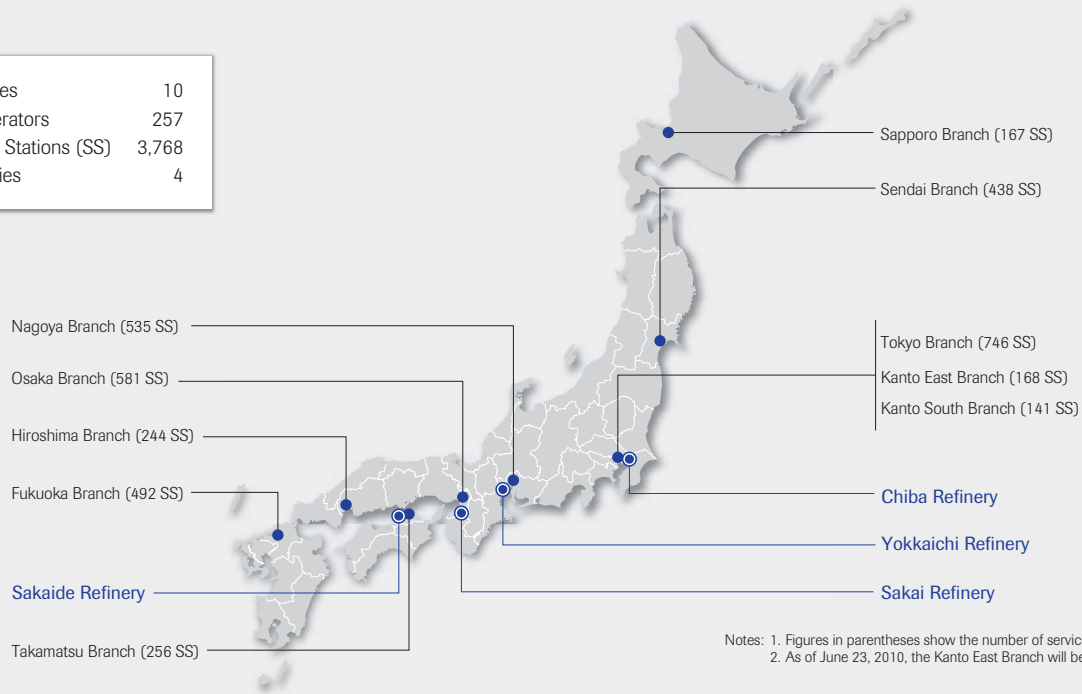 10
257
Stations (SS) 3,768
4
Sapporo Branch (167 SS)
Sendai Branch (438 SS)
Nagoya Branch (535 SS)
Osaka Branch (581 SS)
Hiroshima Branch (244 SS)
Fukuoka Branch (492 SS)
Sakaide Refinery
Takamatsu Branch (256 SS)
Tokyo Branch (746 SS)
Kanto East Branch (168 SS)
Kanto South Branch (141 SS)
Chiba Refinery
Yokkaichi Refinery
Sakai Refinery
Notes: 1. Figures in parentheses show the number of
2. As of June 23, 2010, the Kanto East Branch will be